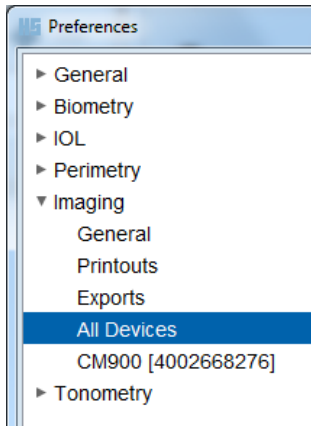 Preferences
General
Biometry
IOL
Perimetry
Imaging
General
Printouts
Exports
All Devices
CM900 [4002668276]
Tonometry